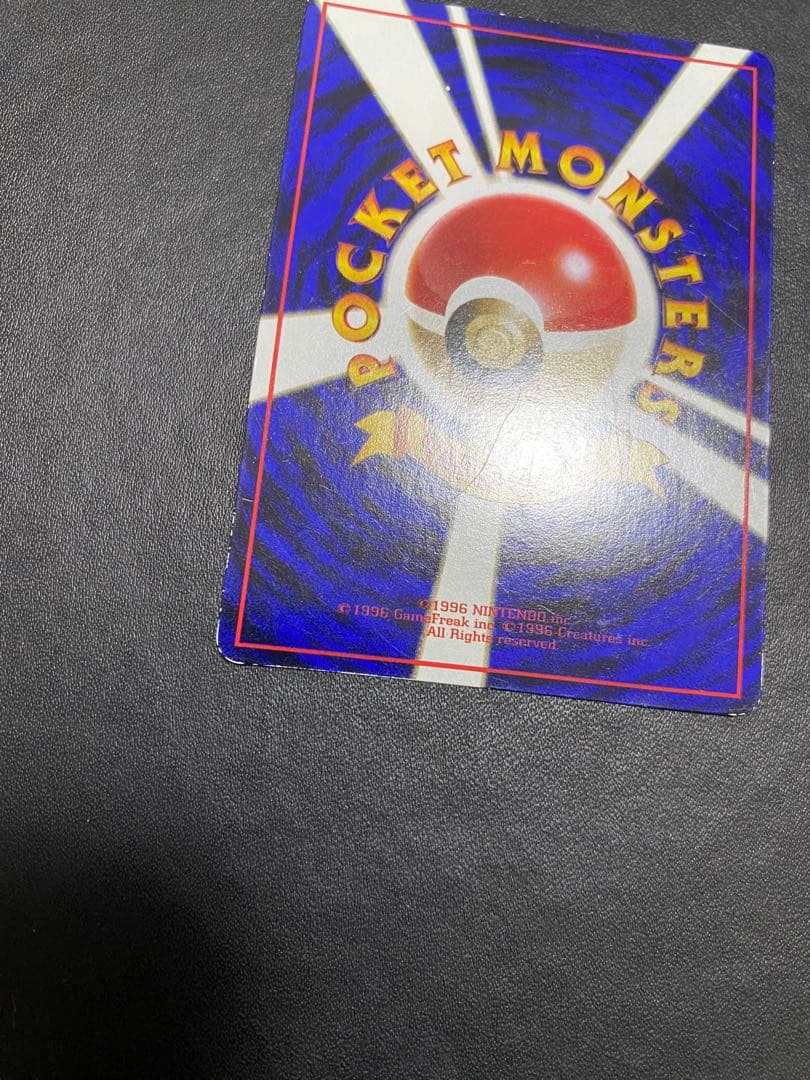 POCKET MONSTERS
©1996 NINTENDO inc.
©1996 GameFreak inc. ©1996 Creatures inc.
All Rights reserved.